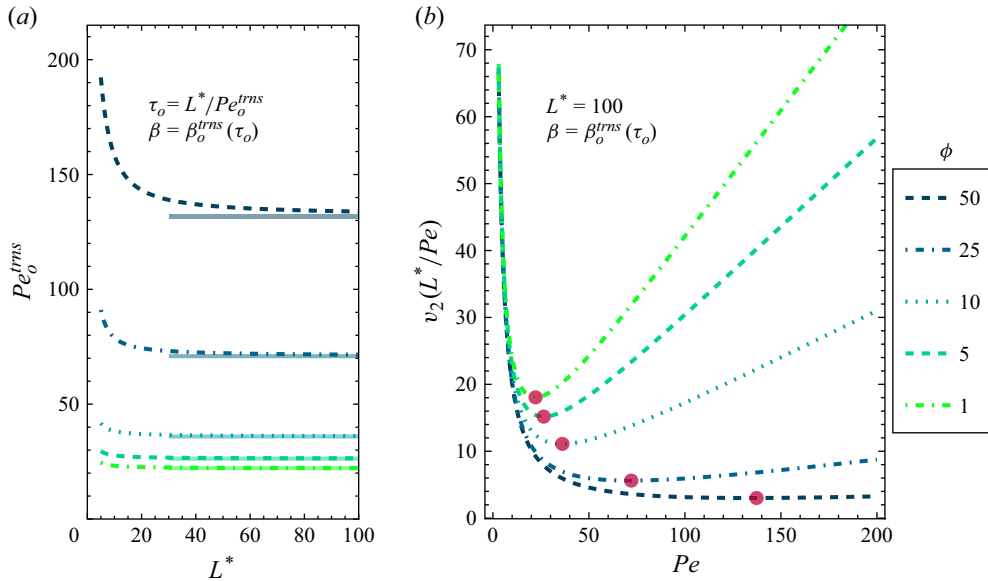 (a)
200
150
100
50
0
0
20
40
60
80
100
Pe_o^{trns}
L^*
τ_o = L^*/Pe_o^{trns}
β = β_o^{trns}(τ_o)
(b)
70
60
50
40
30
20
10
0
0
50
100
150
200
v_2(L^*/Pe)
Pe
L^* = 100
β = β_o^{trns}(τ_o)
ϕ
50
25
10
5
1